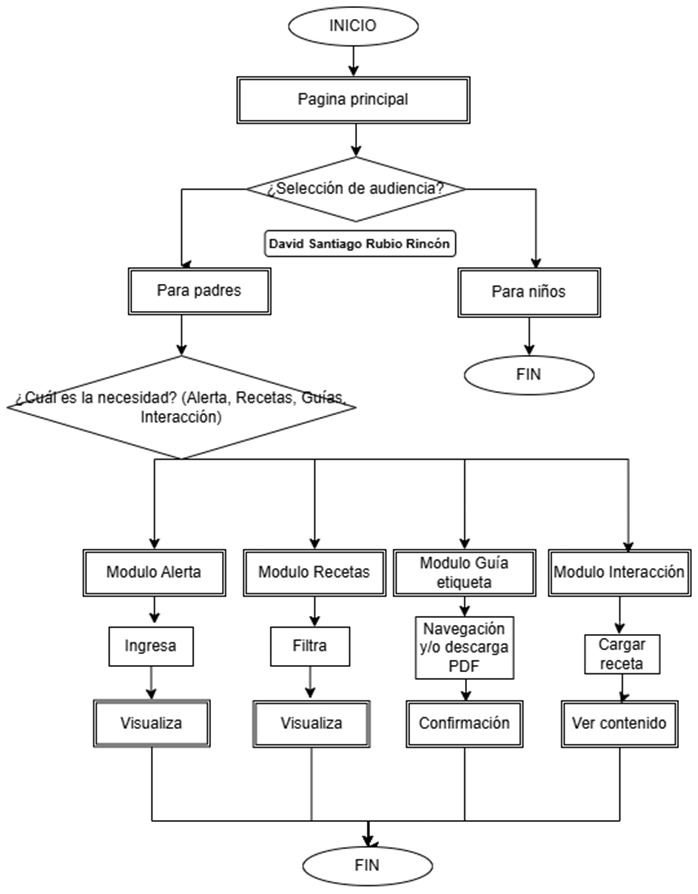 INICIO
Pagina principal
¿Selección de audiencia?
David Santiago Rubio Rincón
Para padres
Para niños
FIN
¿Cuál es la necesidad? (Alerta, Recetas, Guías,
Interacción)
Modulo Alerta
Modulo Recetas
Modulo Guía
etiqueta
Modulo Interacción
Ingresa
Filtra
Navegación
y/o descarga
PDF
Cargar
receta
Visualiza
Visualiza
Confirmación
Ver contenido
FIN